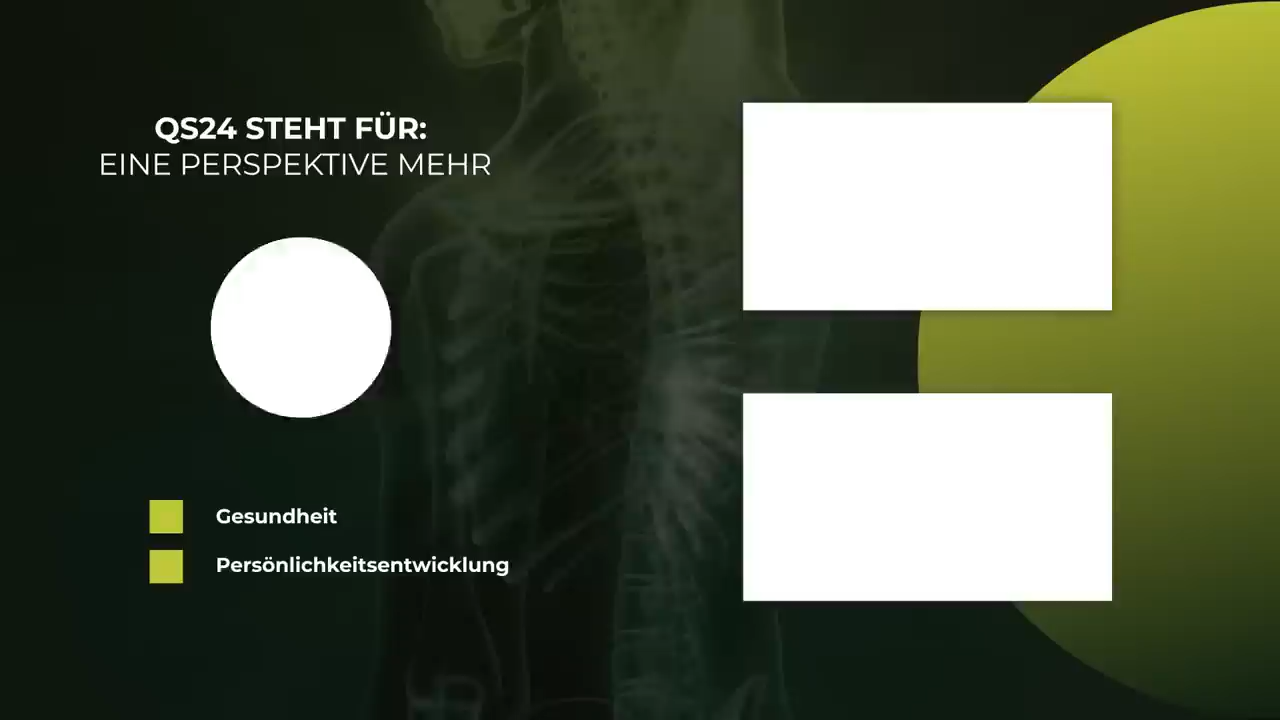 QS24 STEHT FÜR:
EINE PERSPEKTIVE MEHR
Gesundheit
Persönlichkeitsentwicklung